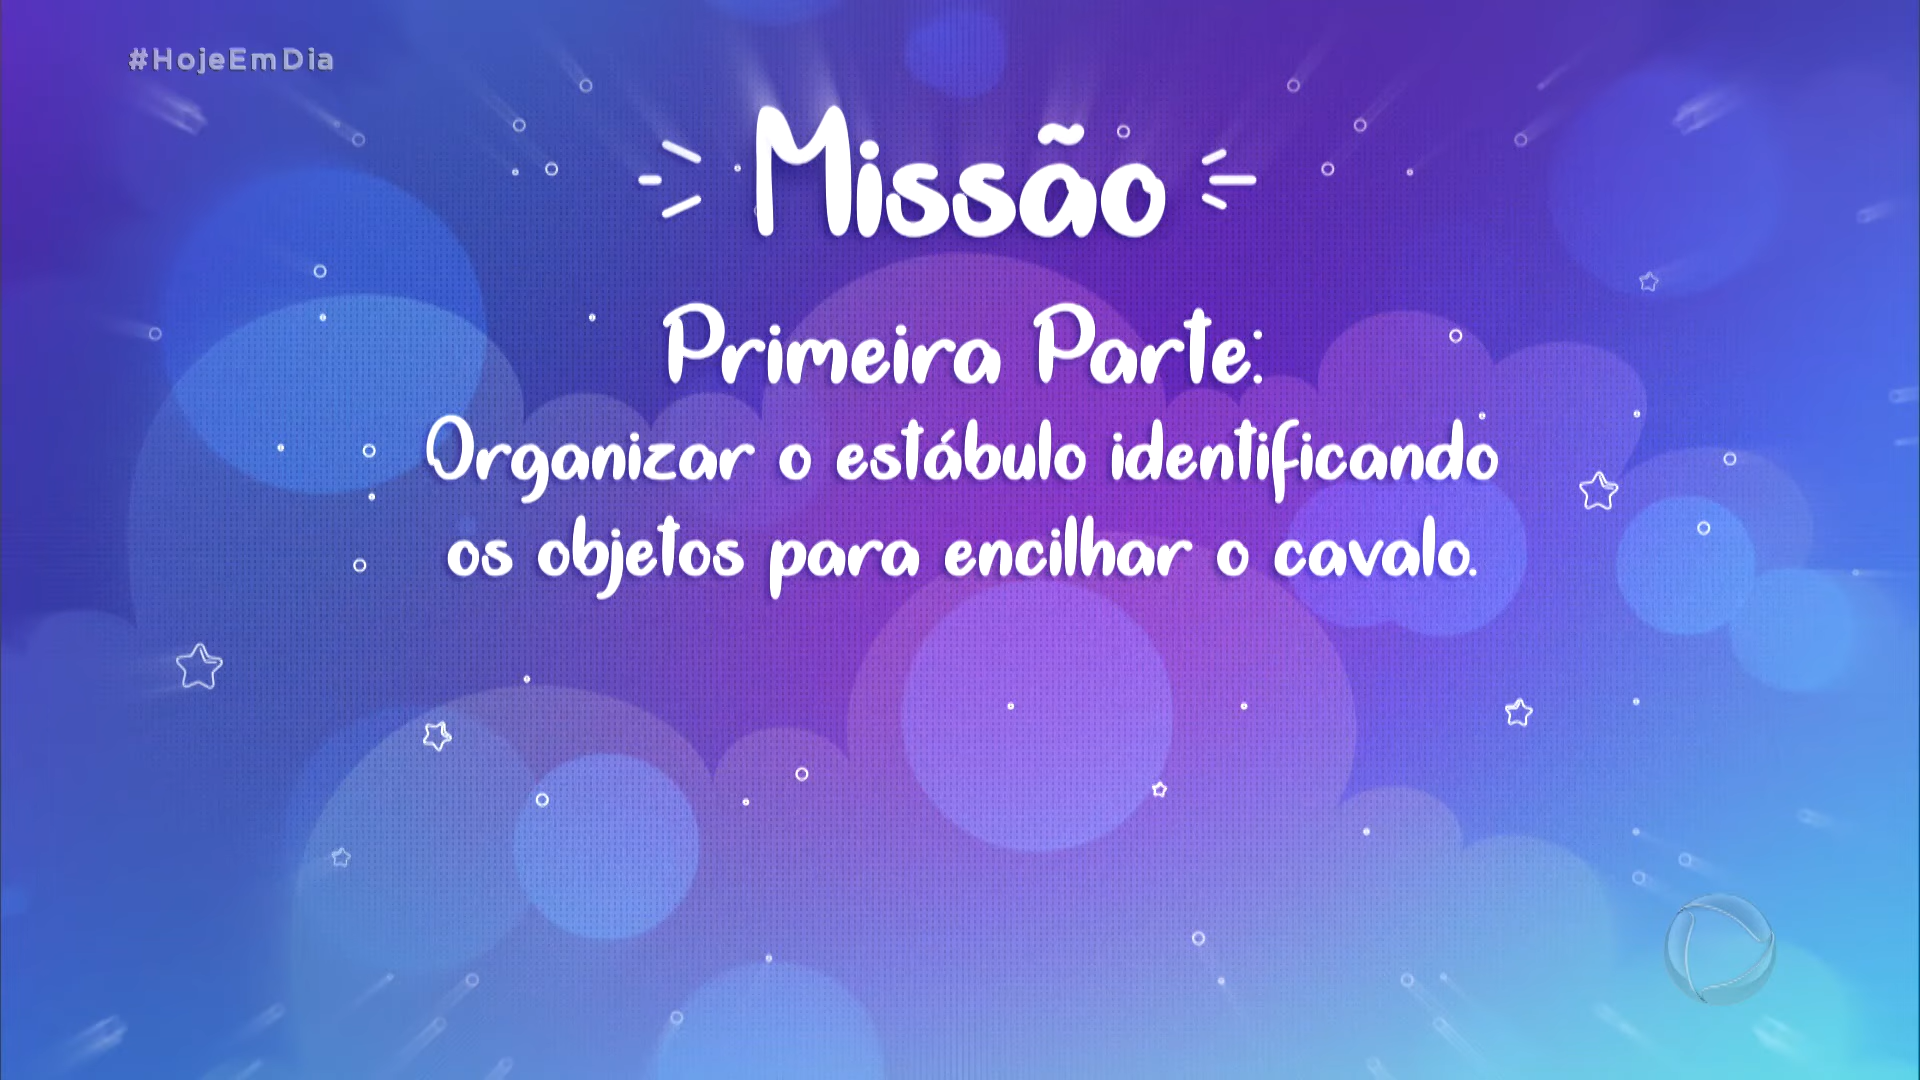 #HojeEmDia
Missão
Primeira Parte:
Organizar o estábulo identificando
os objetos para encilhar o cavalo.